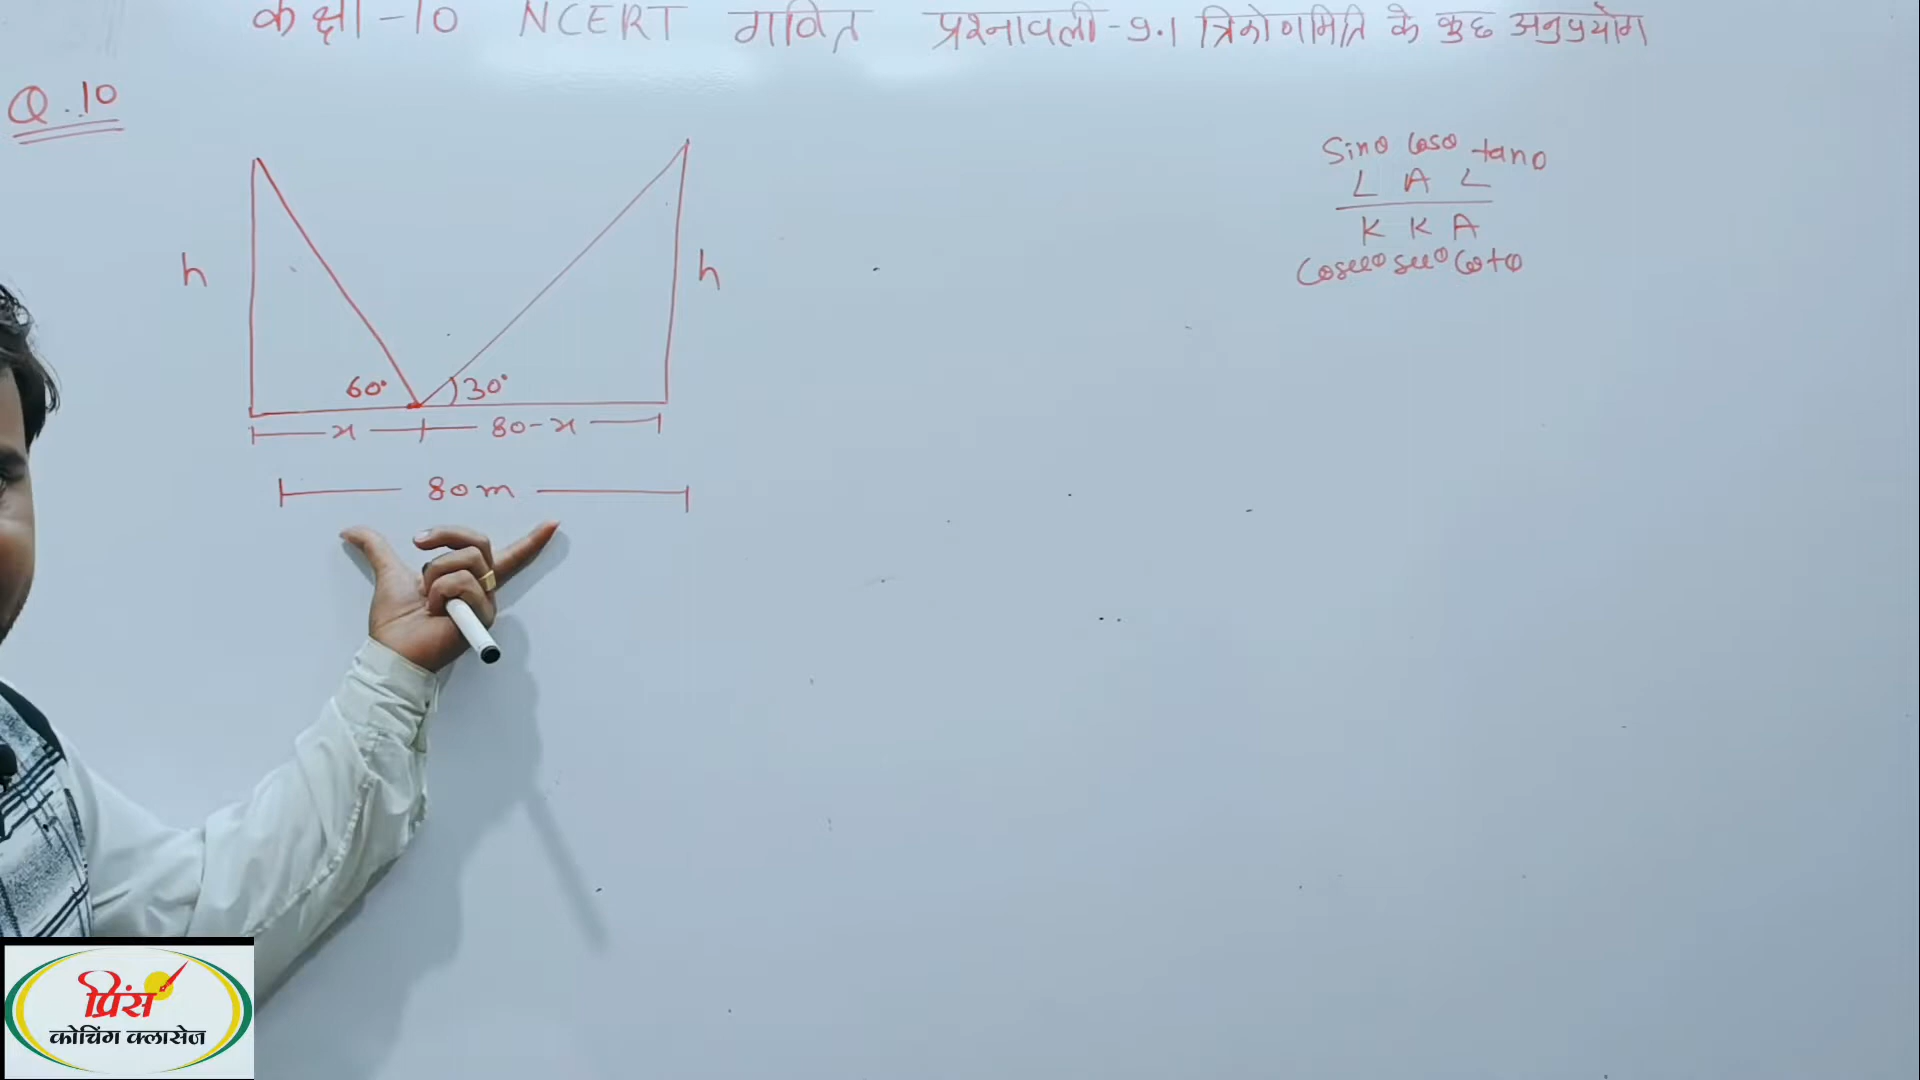 कक्षा-10 NCERT गणित प्रश्नावली-9.1 त्रिकोणमिति के कुछ अनुप्रयोग
Q.10
Sinθ Cosθ tanθ
L A L
K K A
Cosecθ secθ Cotθ
h
h
60° 30°
x 80-x
80m
प्रिंस
कोचिंग क्लासेज